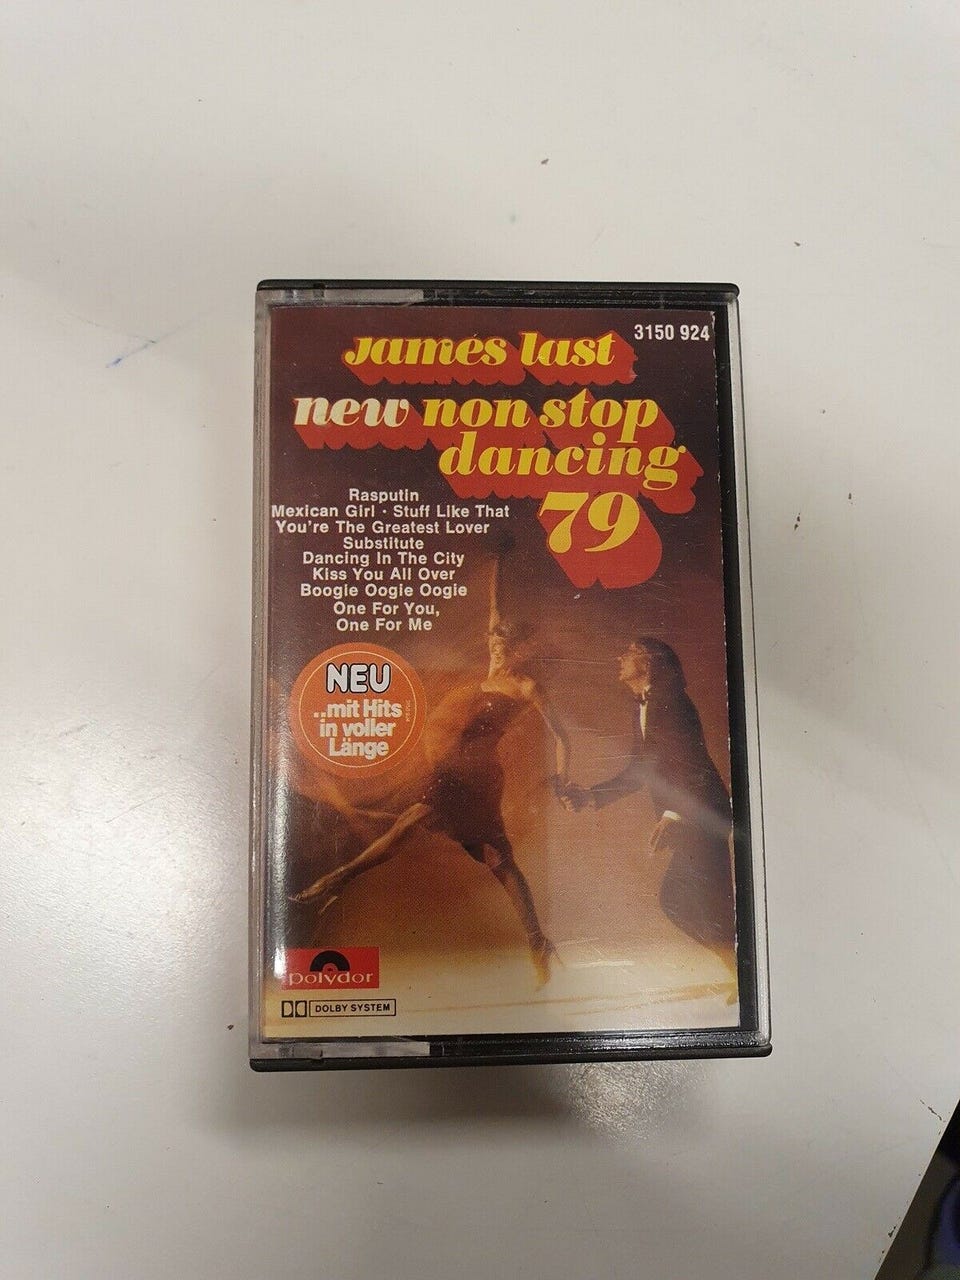 3150 924
james last
new non stop
dancing
79
Rasputin
Mexican Girl · Stuff Like That
You're The Greatest Lover
Substitute
Dancing In The City
Kiss You All Over
Boogie Oogie Oogie
One For You,
One For Me
NEU
..mit Hits
in voller
Länge
polydor
DOLBY SYSTEM